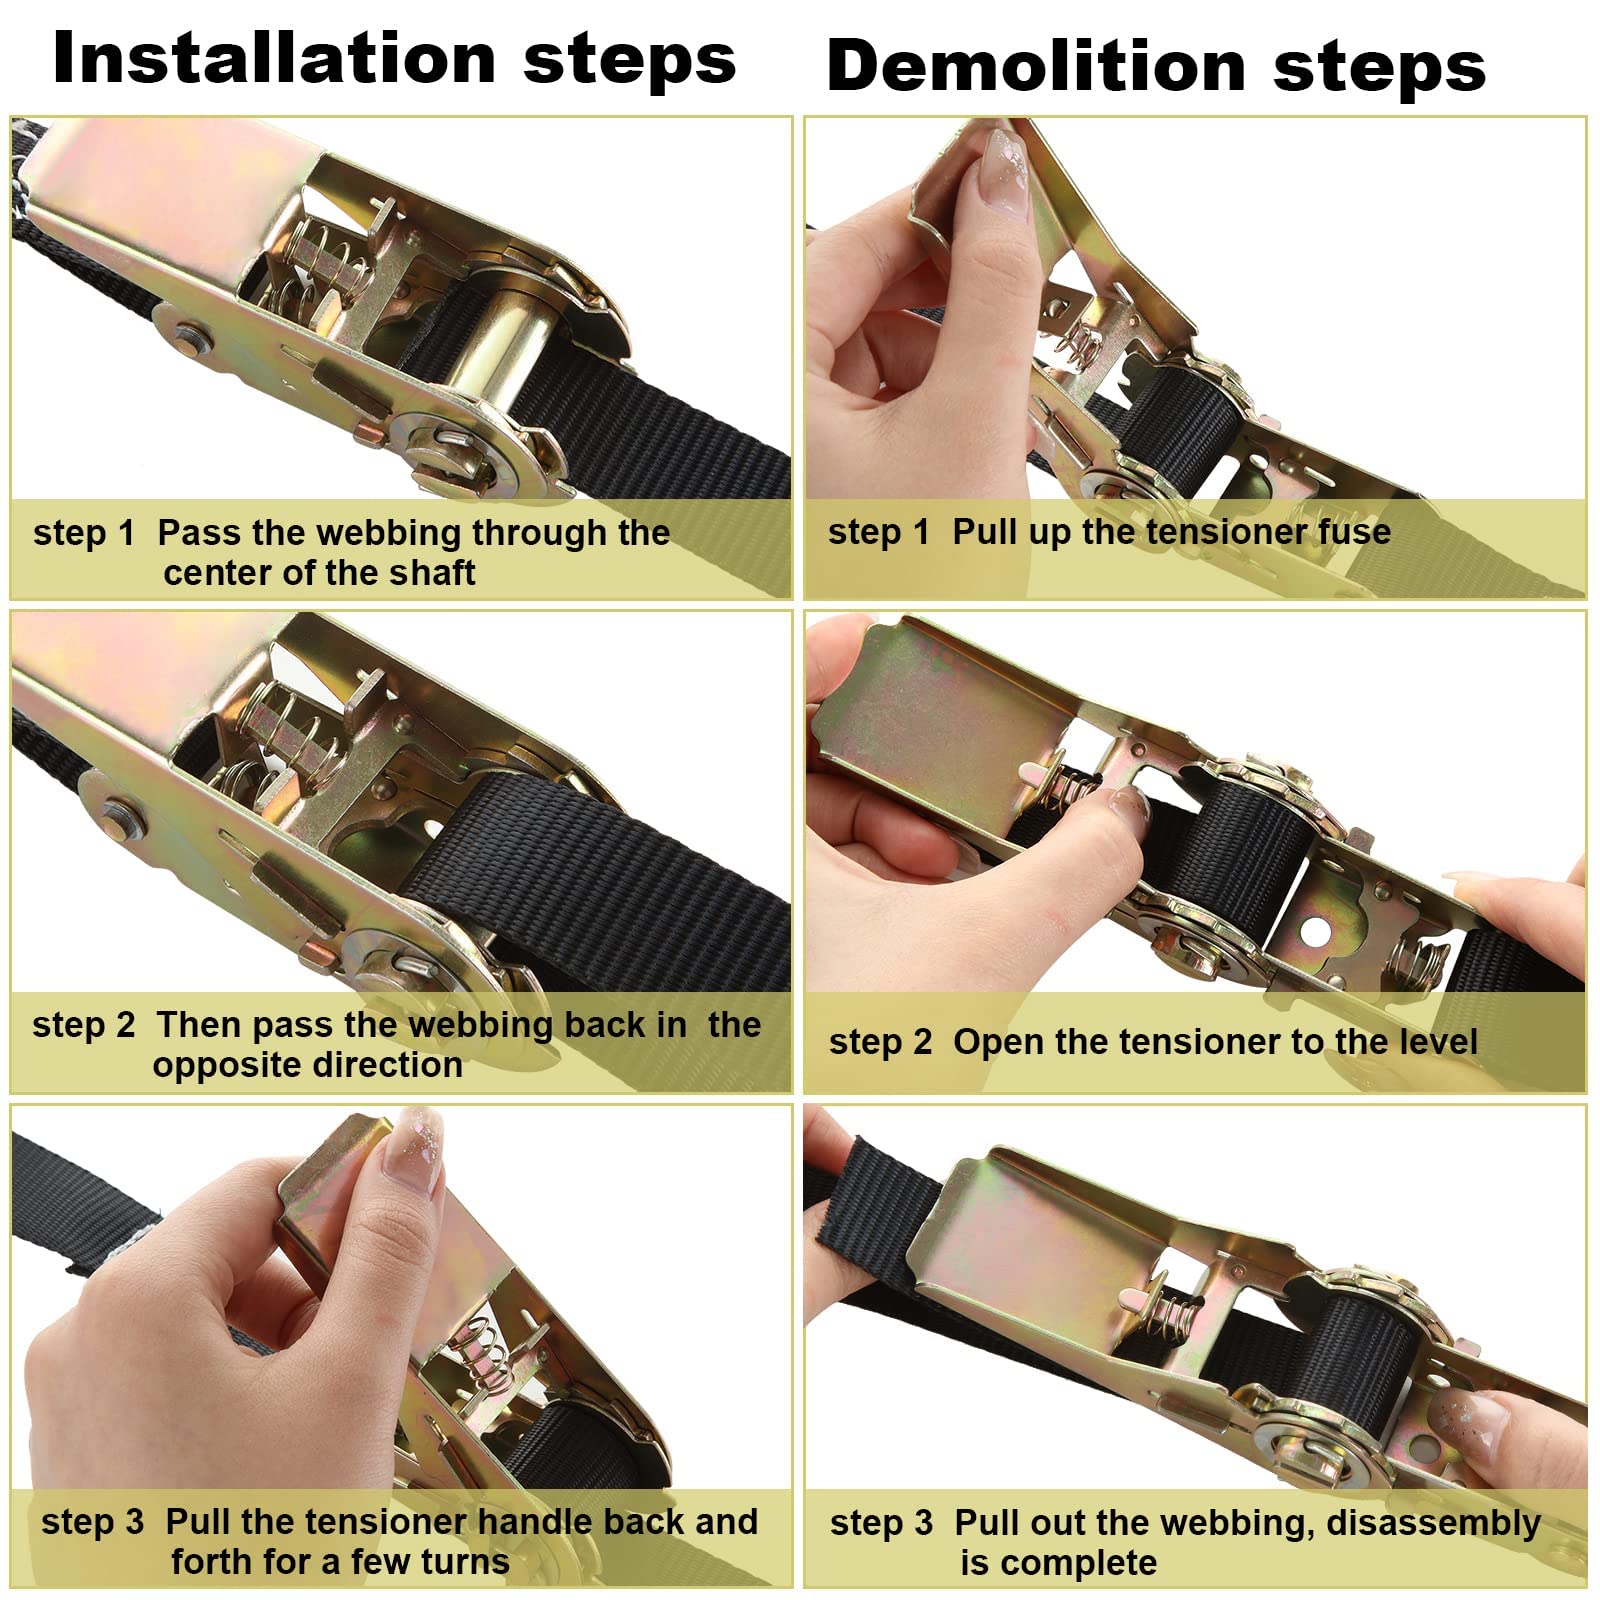 Installation steps
step 1  Pass the webbing through the
center of the shaft
step 2  Then pass the webbing back in  the
opposite direction
step 3  Pull the tensioner handle back and
forth for a few turns
Demolition steps
step 1  Pull up the tensioner fuse
step 2  Open the tensioner to the level
step 3  Pull out the webbing, disassembly
is complete